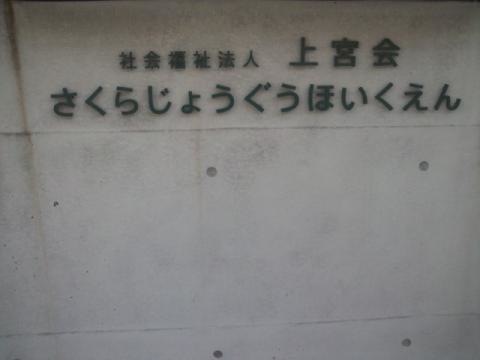 社会福祉法人 上宮会
さくらじょうぐうほいくえん